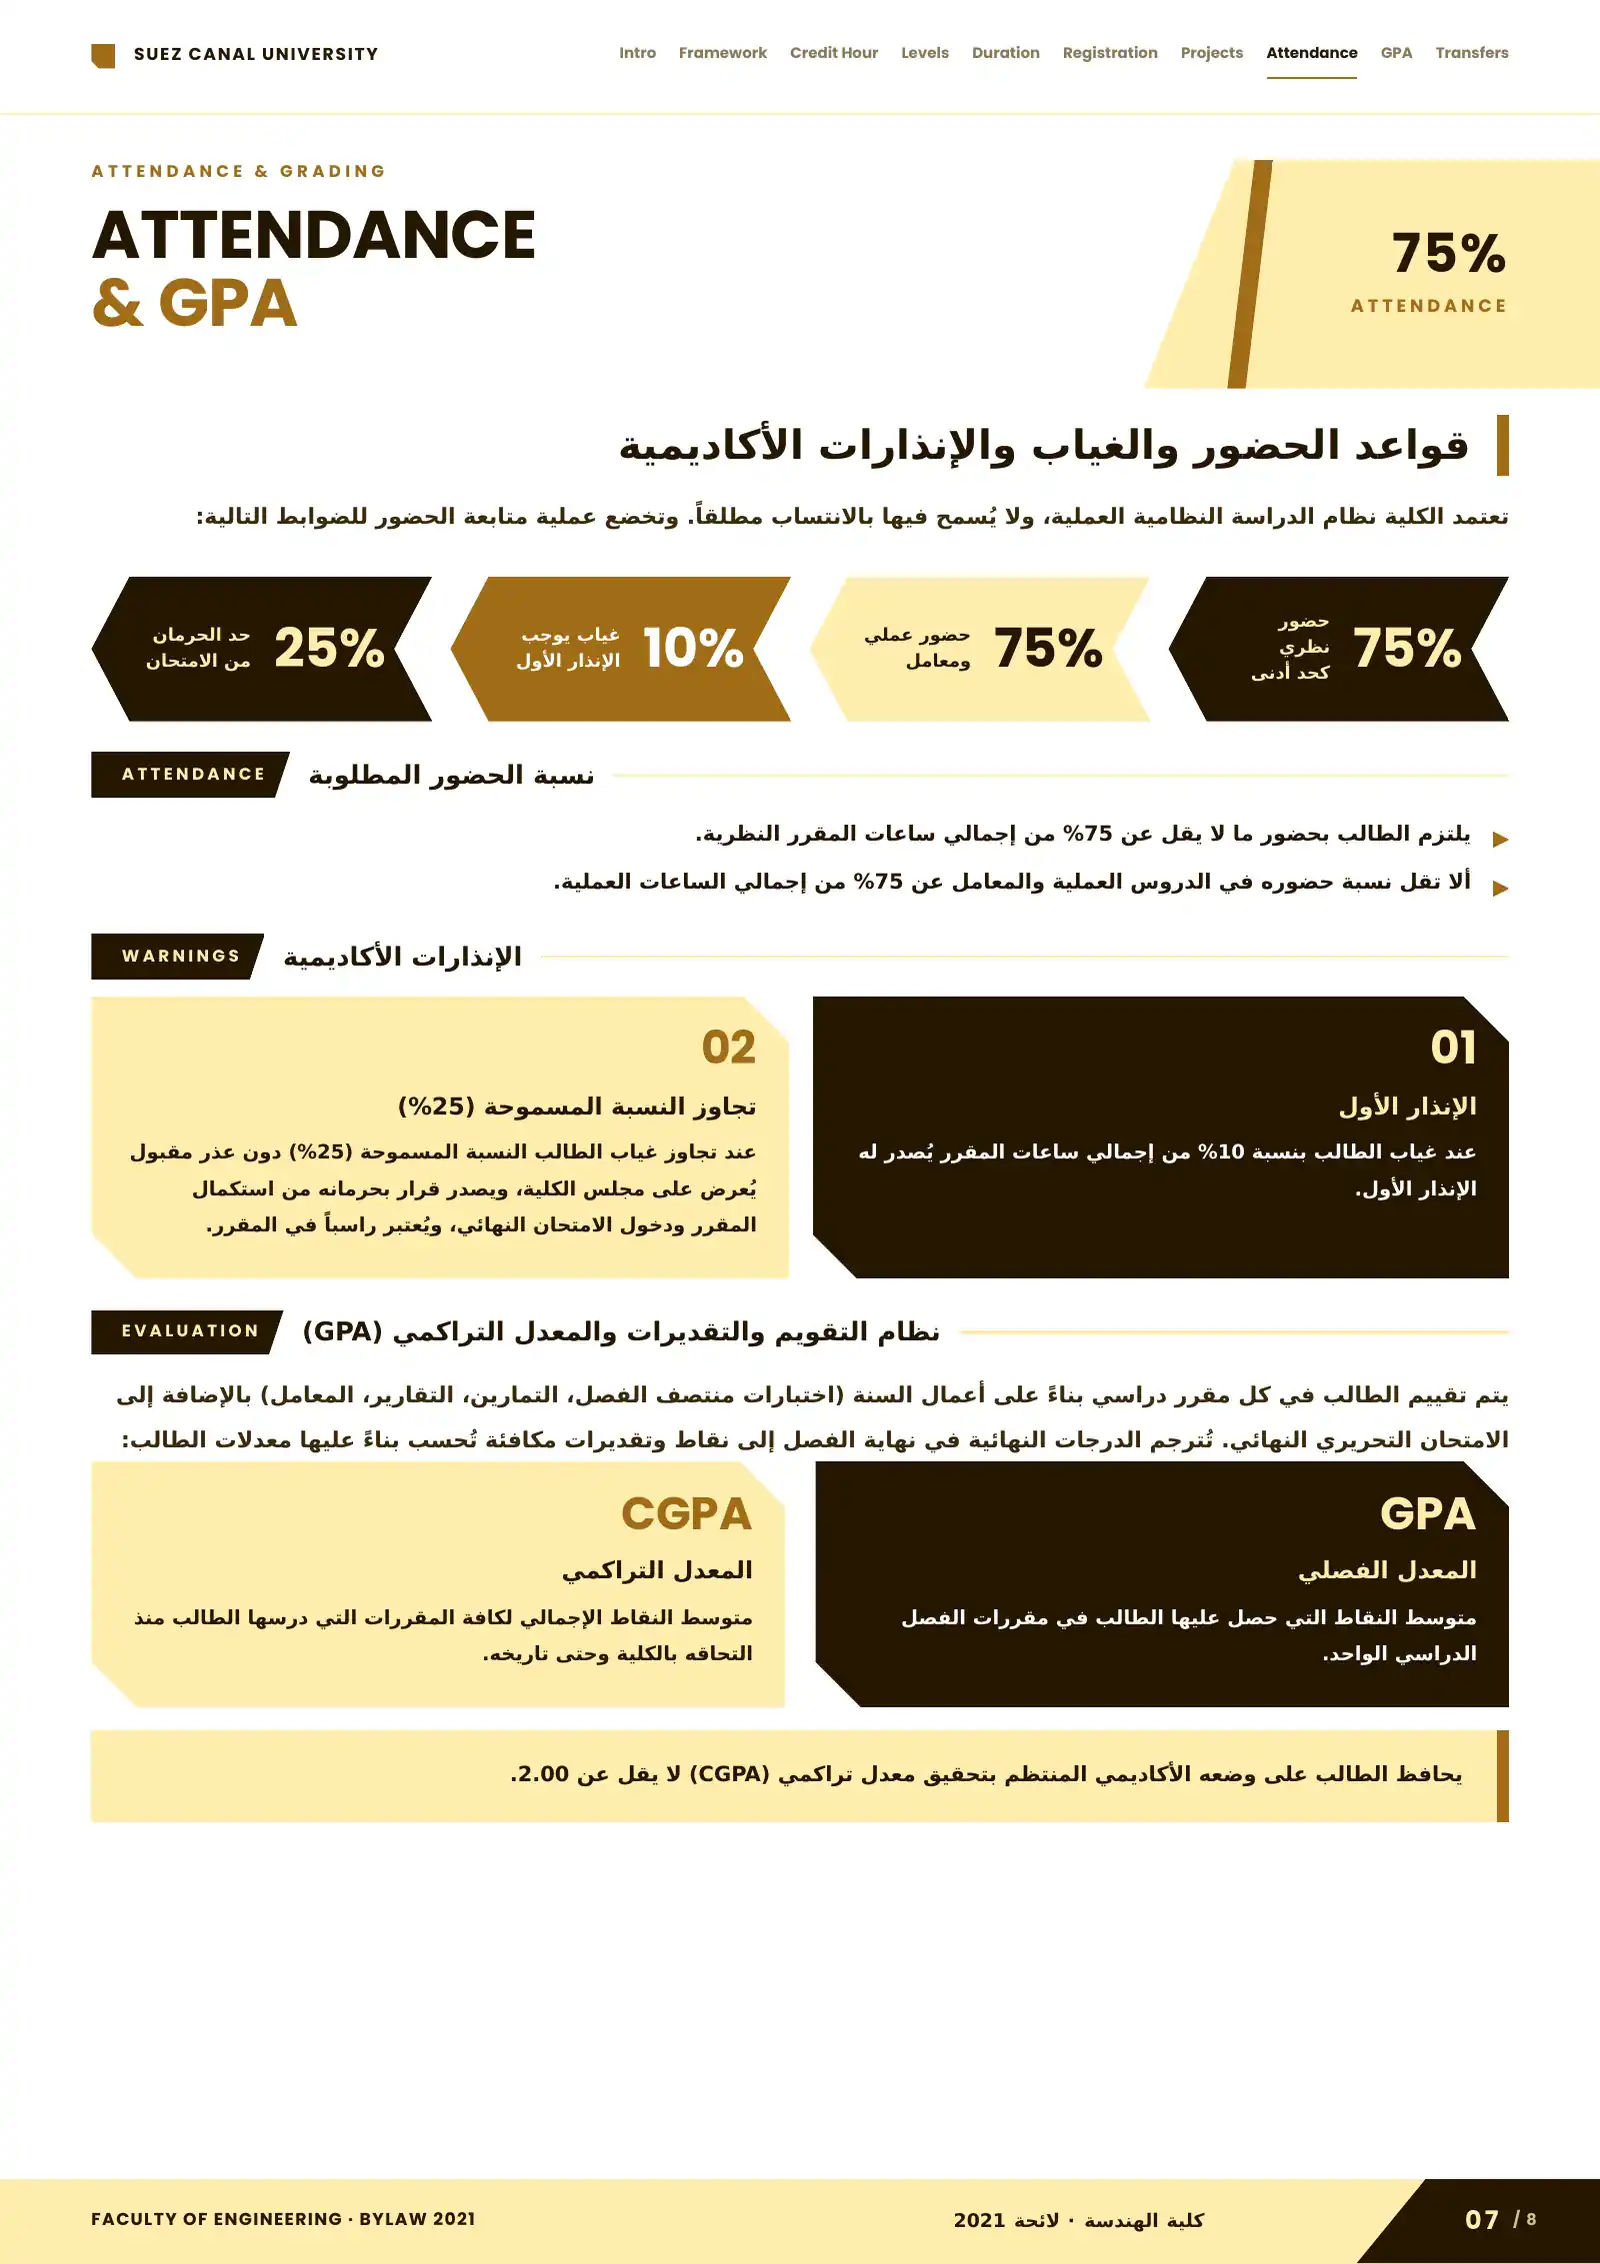 SUEZ CANAL UNIVERSITY
Intro Framework Credit Hour Levels Duration Registration Projects Attendance GPA Transfers
ATTENDANCE & GRADING
ATTENDANCE
& GPA
75%
ATTENDANCE
قواعد الحضور والغياب والإنذارات الأكاديمية
تعتمد الكلية نظام الدراسة النظامية العملية، ولا يُسمح فيها بالانتساب مطلقاً. وتخضع عملية متابعة الحضور للضوابط التالية:
75%
حضور
نظري
كحد أدنى
75%
حضور عملي
ومعامل
10%
غياب يوجب
الإنذار الأول
25%
حد الحرمان
من الامتحان
ATTENDANCE
نسبة الحضور المطلوبة
يلتزم الطالب بحضور ما لا يقل عن 75% من إجمالي ساعات المقرر النظرية.
ألا تقل نسبة حضوره في الدروس العملية والمعامل عن 75% من إجمالي الساعات العملية.
WARNINGS
الإنذارات الأكاديمية
01
الإنذار الأول
عند غياب الطالب بنسبة 10% من إجمالي ساعات المقرر يُصدر له
الإنذار الأول.
02
تجاوز النسبة المسموحة (25%)
عند تجاوز غياب الطالب النسبة المسموحة (25%) دون عذر مقبول
يُعرض على مجلس الكلية، ويصدر قرار بحرمانه من استكمال
المقرر ودخول الامتحان النهائي، ويُعتبر راسباً في المقرر.
EVALUATION
نظام التقويم والتقديرات والمعدل التراكمي (GPA)
يتم تقييم الطالب في كل مقرر دراسي بناءً على أعمال السنة (اختبارات منتصف الفصل، التمارين، التقارير، المعامل) بالإضافة إلى
الامتحان التحريري النهائي. تُترجم الدرجات النهائية في نهاية الفصل إلى نقاط وتقديرات مكافئة تُحسب بناءً عليها معدلات الطالب:
GPA
المعدل الفصلي
متوسط النقاط التي حصل عليها الطالب في مقررات الفصل
الدراسي الواحد.
CGPA
المعدل التراكمي
متوسط النقاط الإجمالي لكافة المقررات التي درسها الطالب منذ
التحاقه بالكلية وحتى تاريخه.
يحافظ الطالب على وضعه الأكاديمي المنتظم بتحقيق معدل تراكمي (CGPA) لا يقل عن 2.00.
FACULTY OF ENGINEERING · BYLAW 2021
كلية الهندسة · لائحة 2021
07 / 8